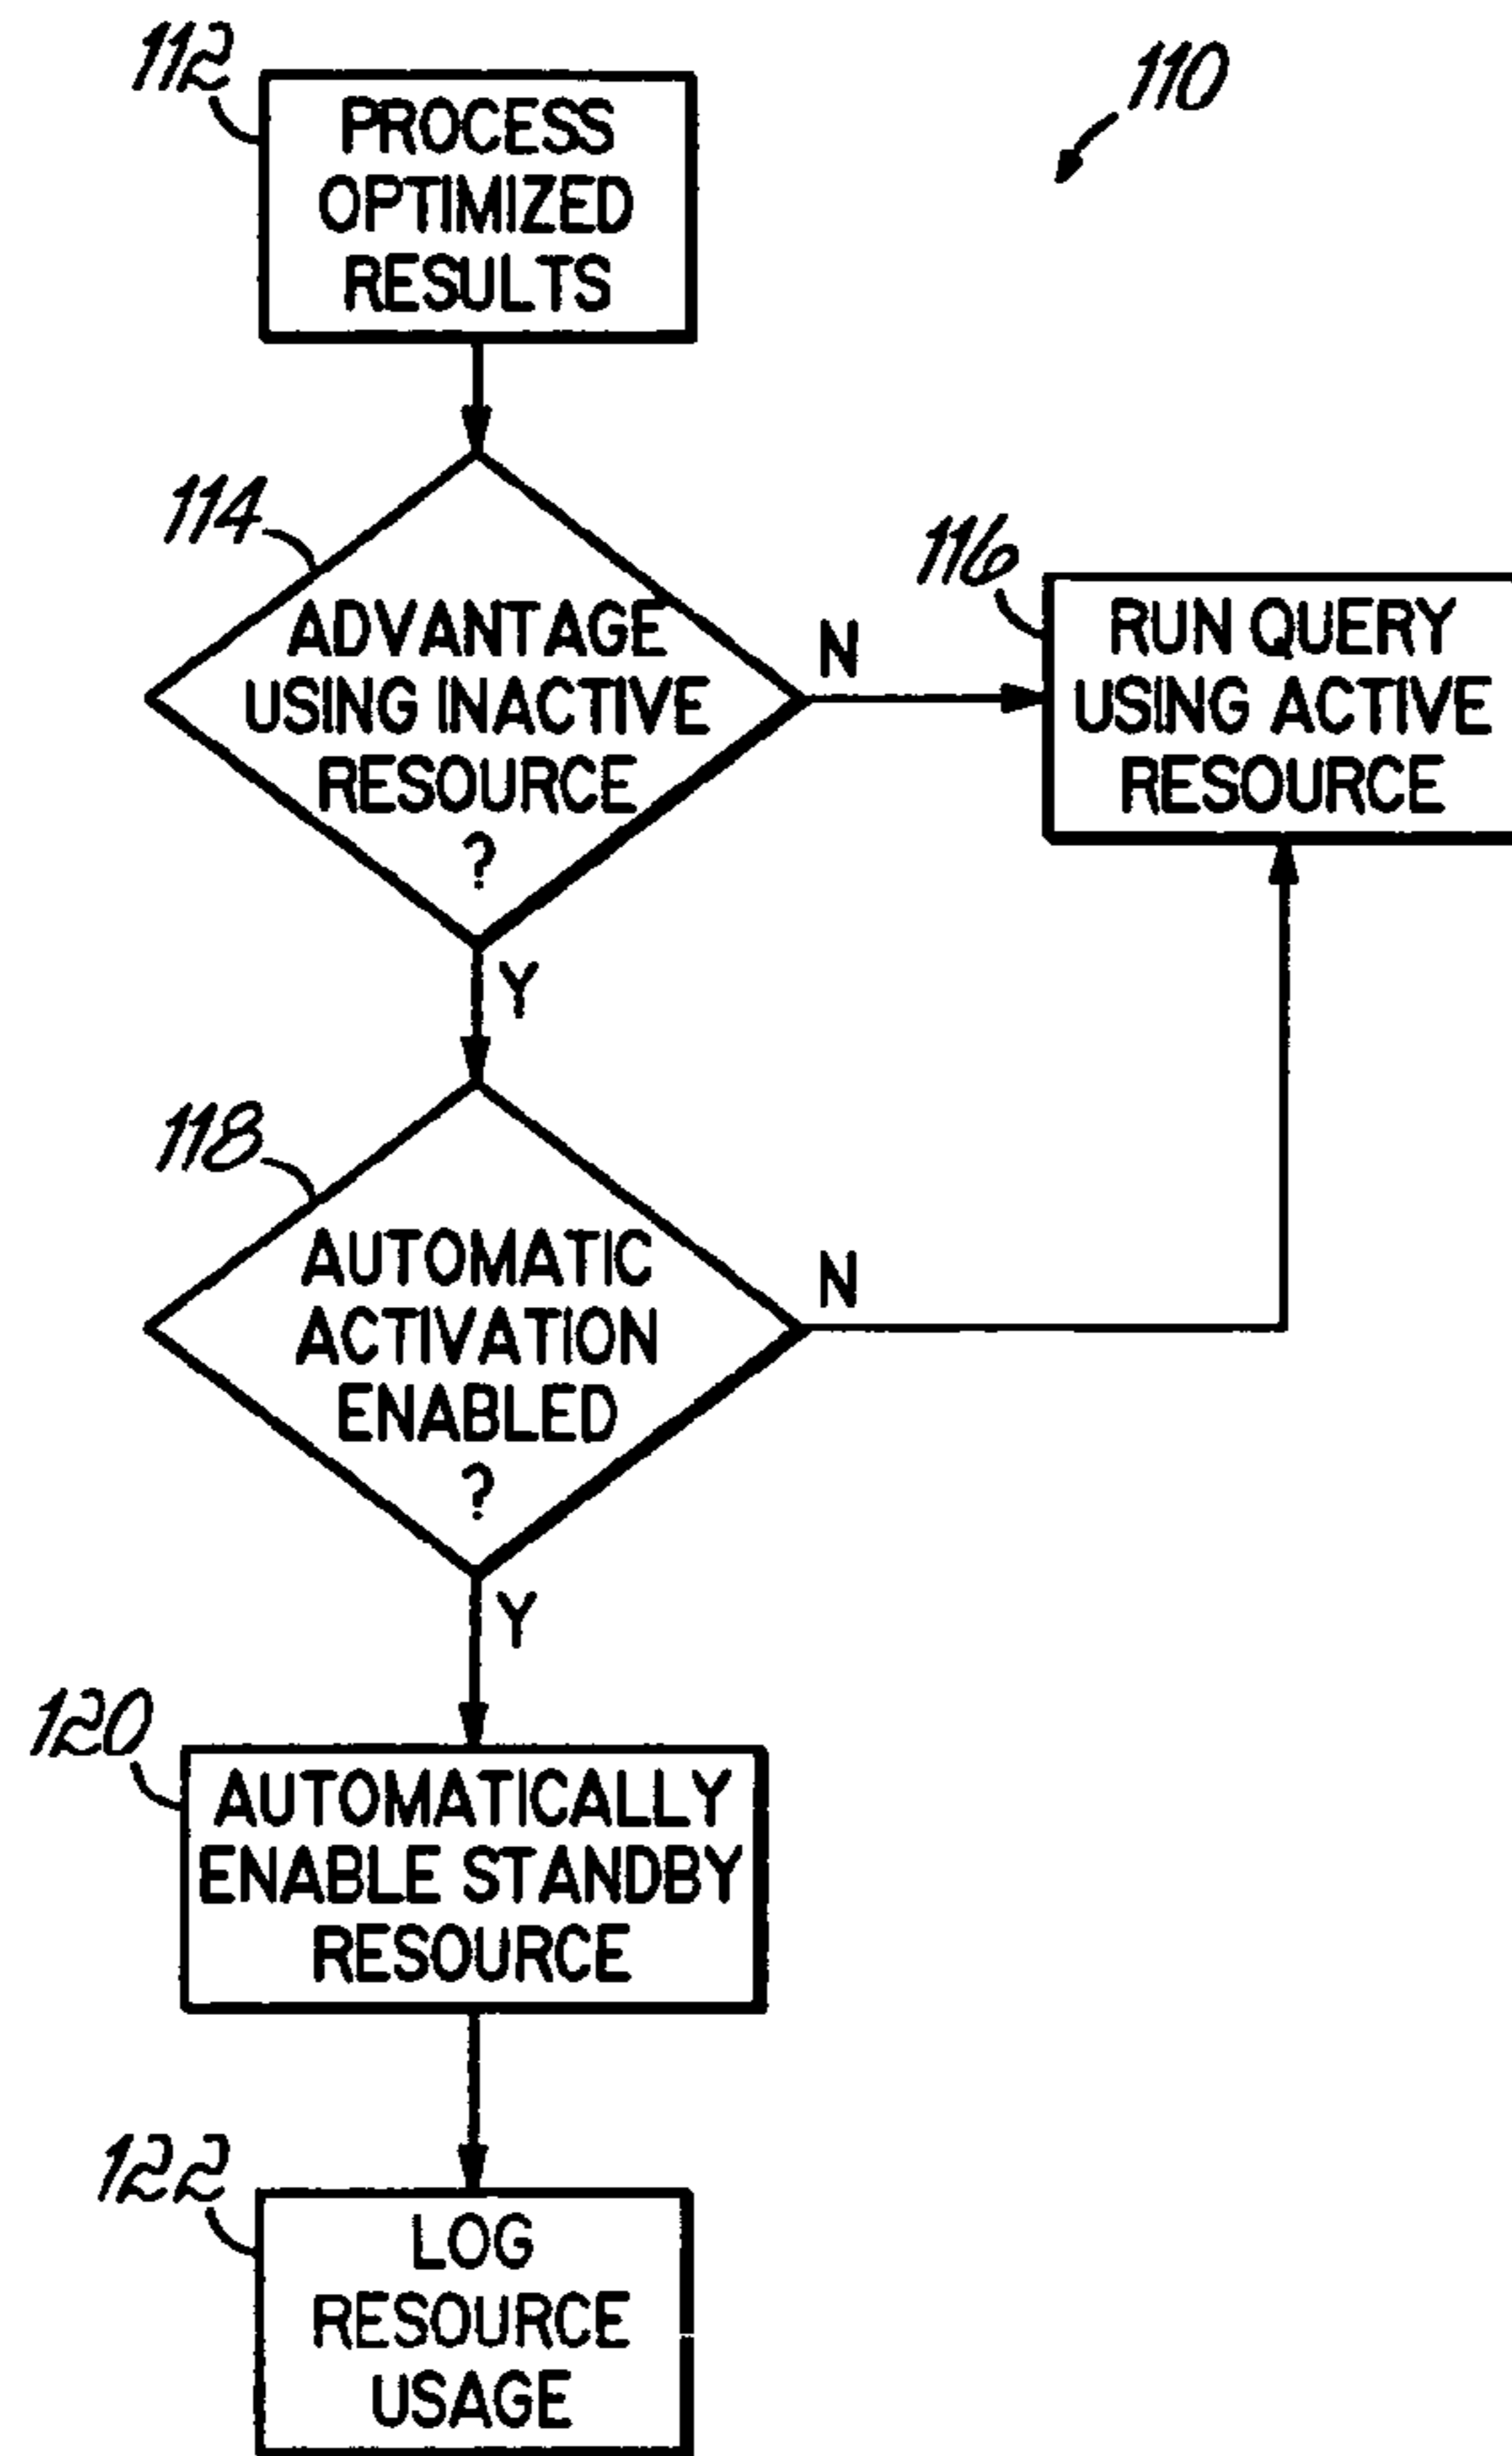 112
110
PROCESS
OPTIMIZED
RESULTS
114
ADVANTAGE
USING INACTIVE
RESOURCE
?
N
116
RUN QUERY
USING ACTIVE
RESOURCE
Y
118
AUTOMATIC
ACTIVATION
ENABLED
?
N
Y
120
AUTOMATICALLY
ENABLE STANDBY
RESOURCE
122
LOG
RESOURCE
USAGE